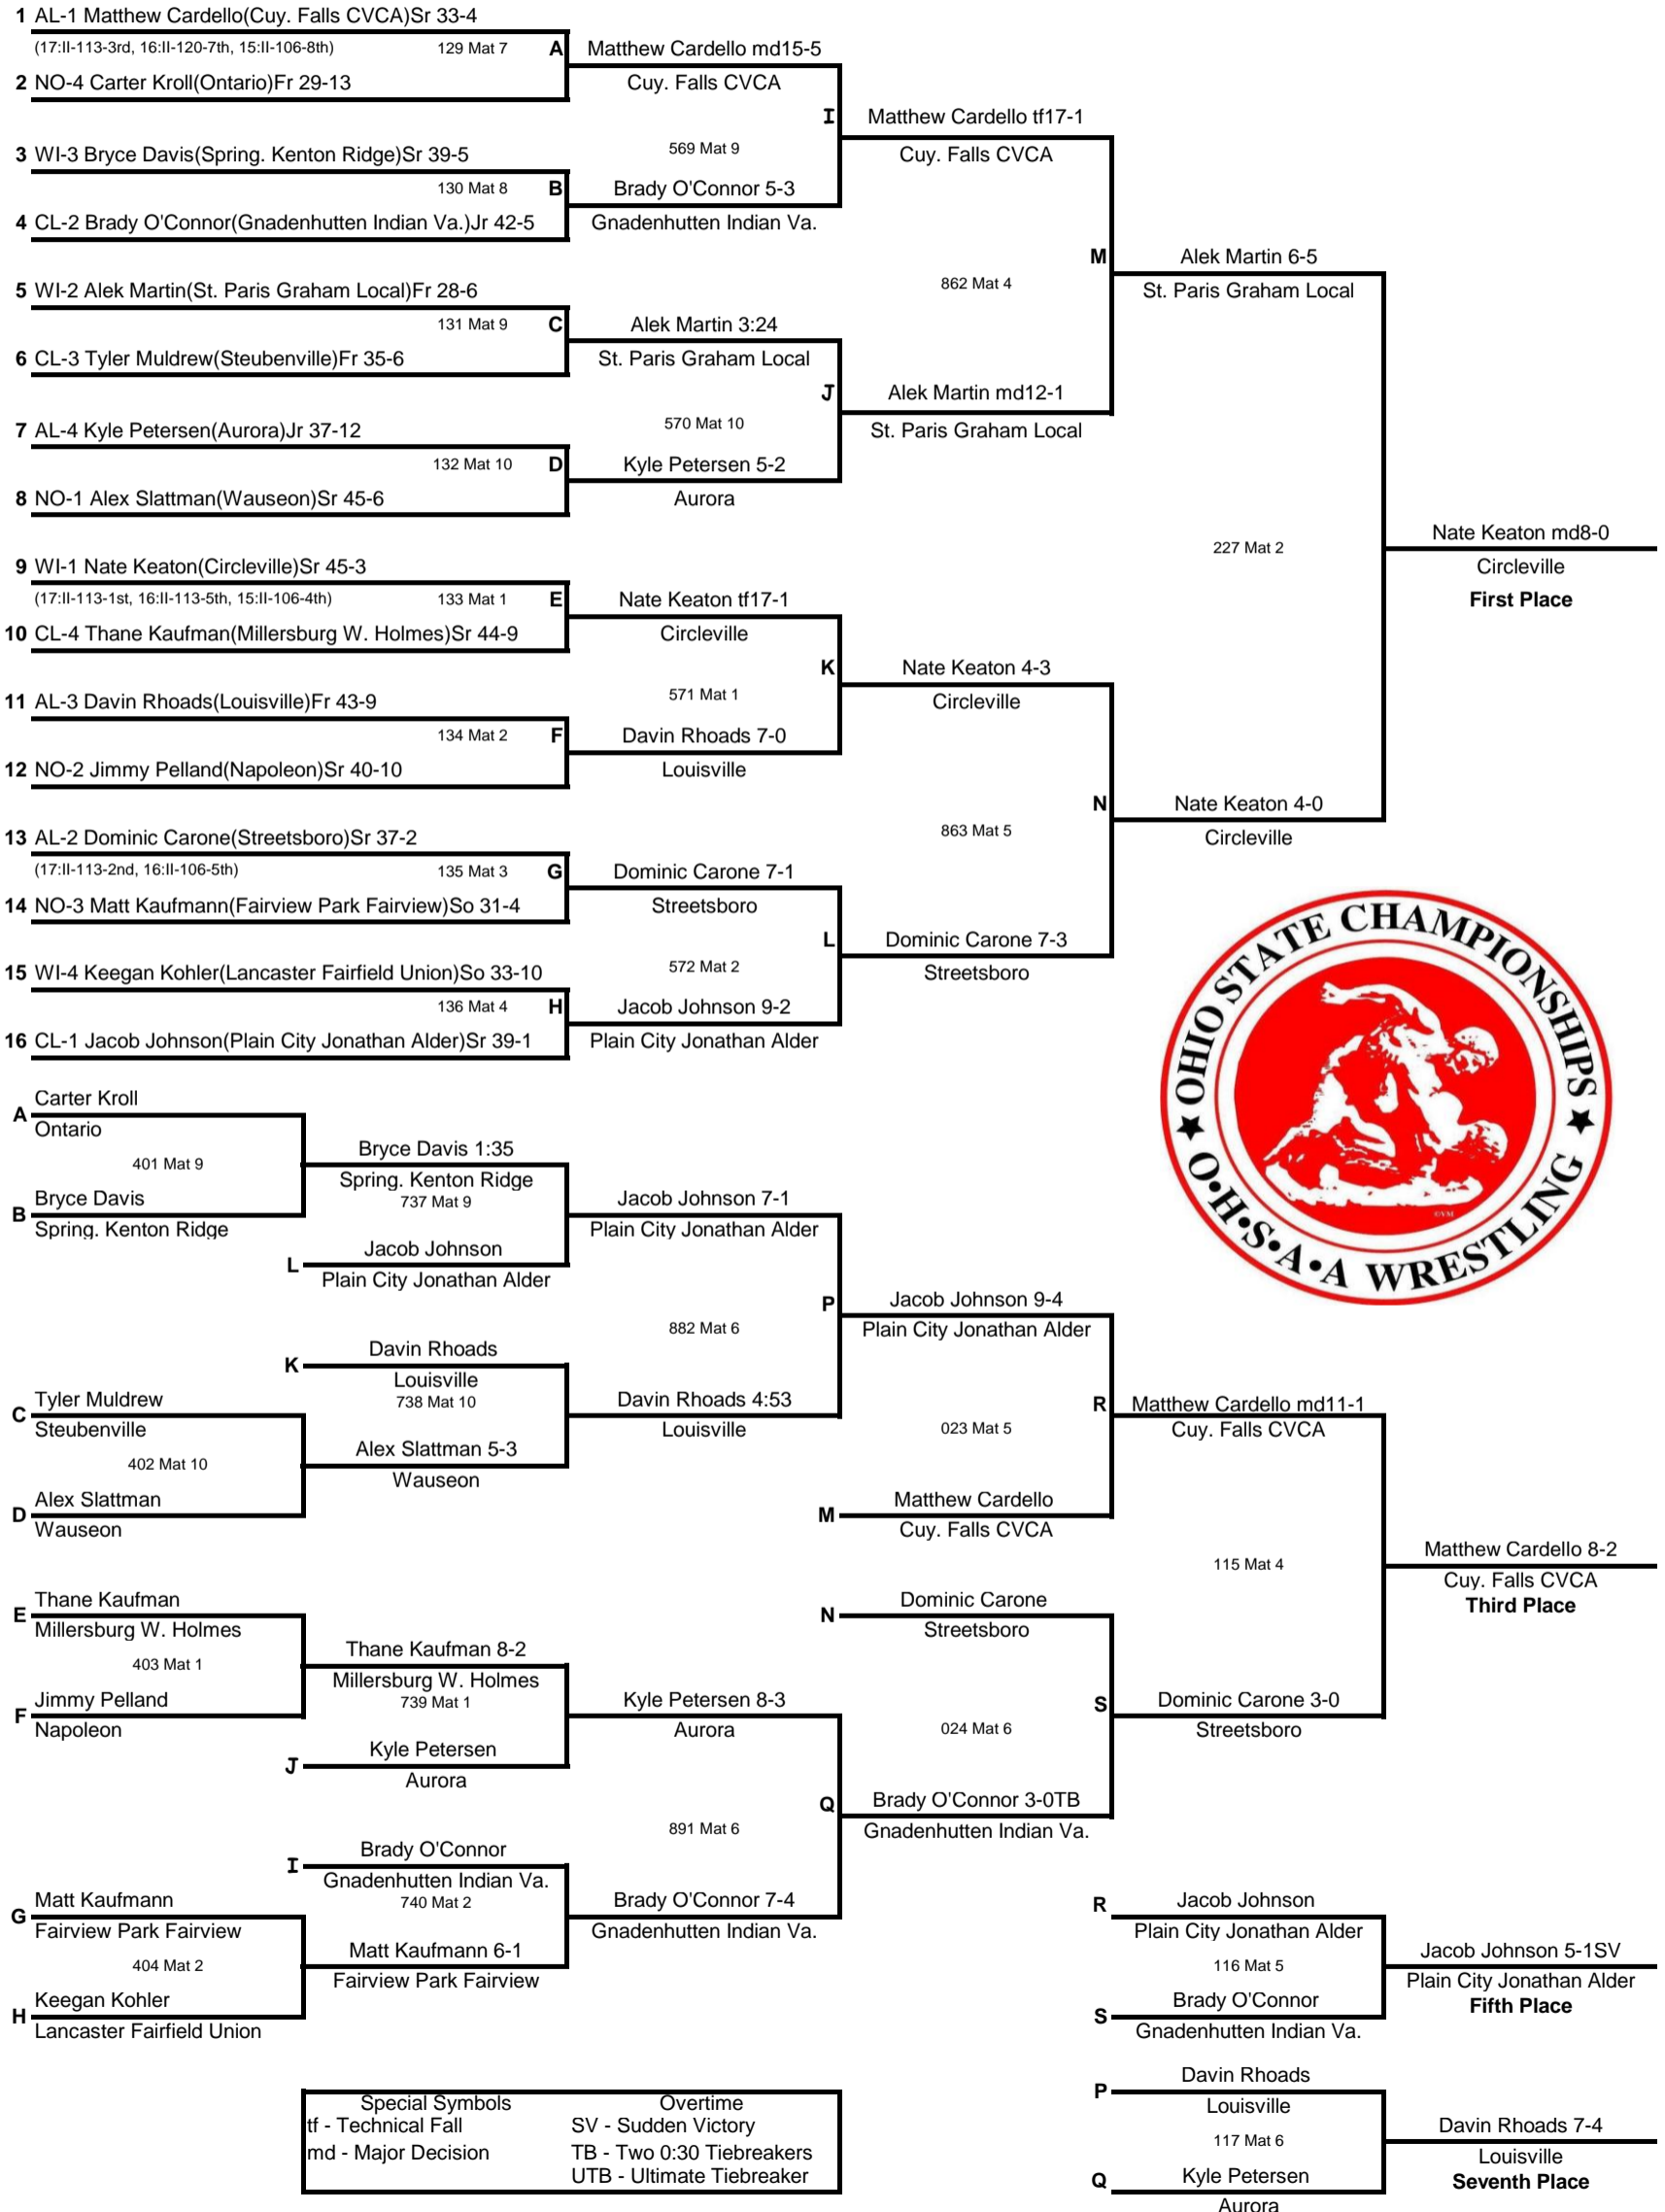 1 AL-1 Matthew Cardello(Cuy. Falls CVCA)Sr 33-4
(17:II-113-3rd, 16:II-120-7th, 15:II-106-8th) 129 Mat 7 A
2 NO-4 Carter Kroll(Ontario)Fr 29-13
Matthew Cardello md15-5
Cuy. Falls CVCA
3 WI-3 Bryce Davis(Spring. Kenton Ridge)Sr 39-5
130 Mat 8 B
4 CL-2 Brady O'Connor(Gnadenhutten Indian Va.)Jr 42-5
569 Mat 9
Brady O'Connor 5-3
Gnadenhutten Indian Va.
I Matthew Cardello tf17-1
Cuy. Falls CVCA
5 WI-2 Alek Martin(St. Paris Graham Local)Fr 28-6
131 Mat 9 C
6 CL-3 Tyler Muldrew(Steubenville)Fr 35-6
Alek Martin 3:24
St. Paris Graham Local
7 AL-4 Kyle Petersen(Aurora)Jr 37-12
132 Mat 10 D
8 NO-1 Alex Slattman(Wauseon)Sr 45-6
570 Mat 10
Kyle Petersen 5-2
Aurora
J Alek Martin md12-1
St. Paris Graham Local
862 Mat 4
M Alek Martin 6-5
St. Paris Graham Local
9 WI-1 Nate Keaton(Circleville)Sr 45-3
(17:II-113-1st, 16:II-113-5th, 15:II-106-4th) 133 Mat 1 E
10 CL-4 Thane Kaufman(Millersburg W. Holmes)Sr 44-9
Nate Keaton tf17-1
Circleville
11 AL-3 Davin Rhoads(Louisville)Fr 43-9
134 Mat 2 F
12 NO-2 Jimmy Pelland(Napoleon)Sr 40-10
571 Mat 1
Davin Rhoads 7-0
Louisville
K Nate Keaton 4-3
Circleville
13 AL-2 Dominic Carone(Streetsboro)Sr 37-2
(17:II-113-2nd, 16:II-106-5th) 135 Mat 3 G
14 NO-3 Matt Kaufmann(Fairview Park Fairview)So 31-4
Dominic Carone 7-1
Streetsboro
15 WI-4 Keegan Kohler(Lancaster Fairfield Union)So 33-10
136 Mat 4 H
16 CL-1 Jacob Johnson(Plain City Jonathan Alder)Sr 39-1
572 Mat 2
Jacob Johnson 9-2
Plain City Jonathan Alder
L Dominic Carone 7-3
Streetsboro
863 Mat 5
N Nate Keaton 4-0
Circleville
227 Mat 2
Nate Keaton md8-0
Circleville
First Place
OHIO STATE CHAMPIONSHIPS
O•H•S•A•A WRESTLING
©VM
A Carter Kroll
Ontario
401 Mat 9
B Bryce Davis
Spring. Kenton Ridge
Bryce Davis 1:35
Spring. Kenton Ridge
737 Mat 9
L Jacob Johnson
Plain City Jonathan Alder
Jacob Johnson 7-1
Plain City Jonathan Alder
K Davin Rhoads
Louisville
738 Mat 10
C Tyler Muldrew
Steubenville
402 Mat 10
D Alex Slattman
Wauseon
Alex Slattman 5-3
Wauseon
882 Mat 6
Davin Rhoads 4:53
Louisville
P Jacob Johnson 9-4
Plain City Jonathan Alder
023 Mat 5
M Matthew Cardello
Cuy. Falls CVCA
R Matthew Cardello md11-1
Cuy. Falls CVCA
E Thane Kaufman
Millersburg W. Holmes
403 Mat 1
F Jimmy Pelland
Napoleon
Thane Kaufman 8-2
Millersburg W. Holmes
739 Mat 1
J Kyle Petersen
Aurora
Kyle Petersen 8-3
Aurora
I Brady O'Connor
Gnadenhutten Indian Va.
740 Mat 2
G Matt Kaufmann
Fairview Park Fairview
404 Mat 2
H Keegan Kohler
Lancaster Fairfield Union
Matt Kaufmann 6-1
Fairview Park Fairview
891 Mat 6
Brady O'Connor 7-4
Gnadenhutten Indian Va.
N Dominic Carone
Streetsboro
024 Mat 6
Q Brady O'Connor 3-0TB
Gnadenhutten Indian Va.
S Dominic Carone 3-0
Streetsboro
115 Mat 4
Matthew Cardello 8-2
Cuy. Falls CVCA
Third Place
R Jacob Johnson
Plain City Jonathan Alder
116 Mat 5
S Brady O'Connor
Gnadenhutten Indian Va.
Jacob Johnson 5-1SV
Plain City Jonathan Alder
Fifth Place
P Davin Rhoads
Louisville
117 Mat 6
Q Kyle Petersen
Aurora
Davin Rhoads 7-4
Louisville
Seventh Place
Special Symbols Overtime
tf - Technical Fall SV - Sudden Victory
md - Major Decision TB - Two 0:30 Tiebreakers
UTB - Ultimate Tiebreaker